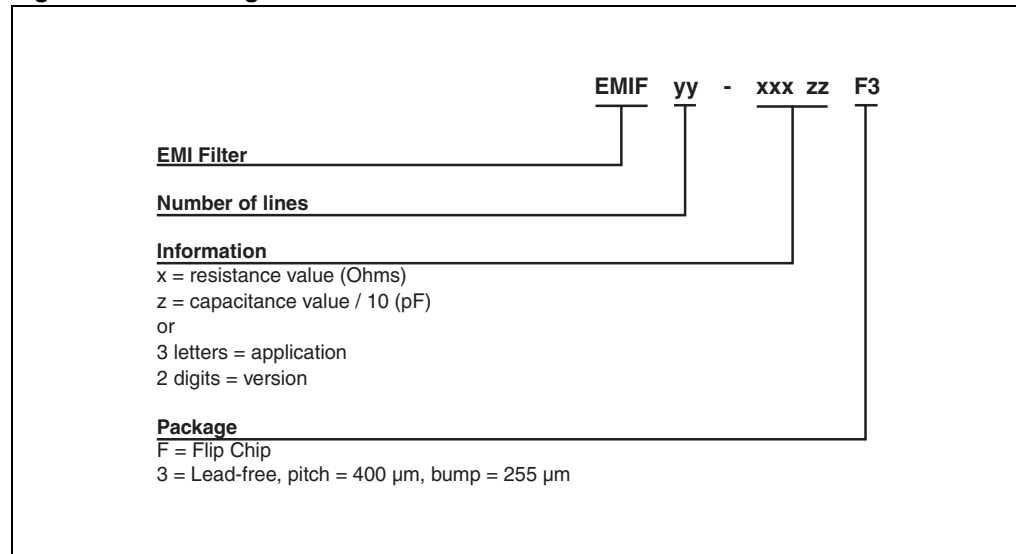 EMIF yy - xxx zz F3
EMI Filter
Number of lines
Information
x = resistance value (Ohms)
z = capacitance value / 10 (pF)
or
3 letters = application
2 digits = version
Package
F = Flip Chip
3 = Lead-free, pitch = 400 µm, bump = 255 µm